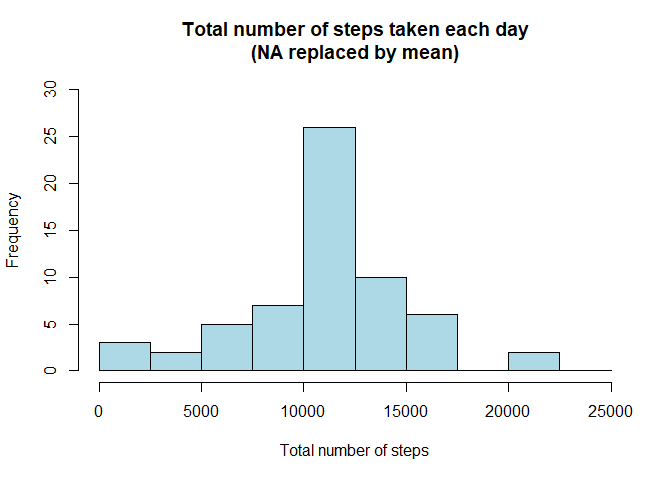 Total number of steps taken each day
(NA replaced by mean)
Frequency
30
25
20
15
10
5
0
0 5000 10000 15000 20000 25000
Total number of steps